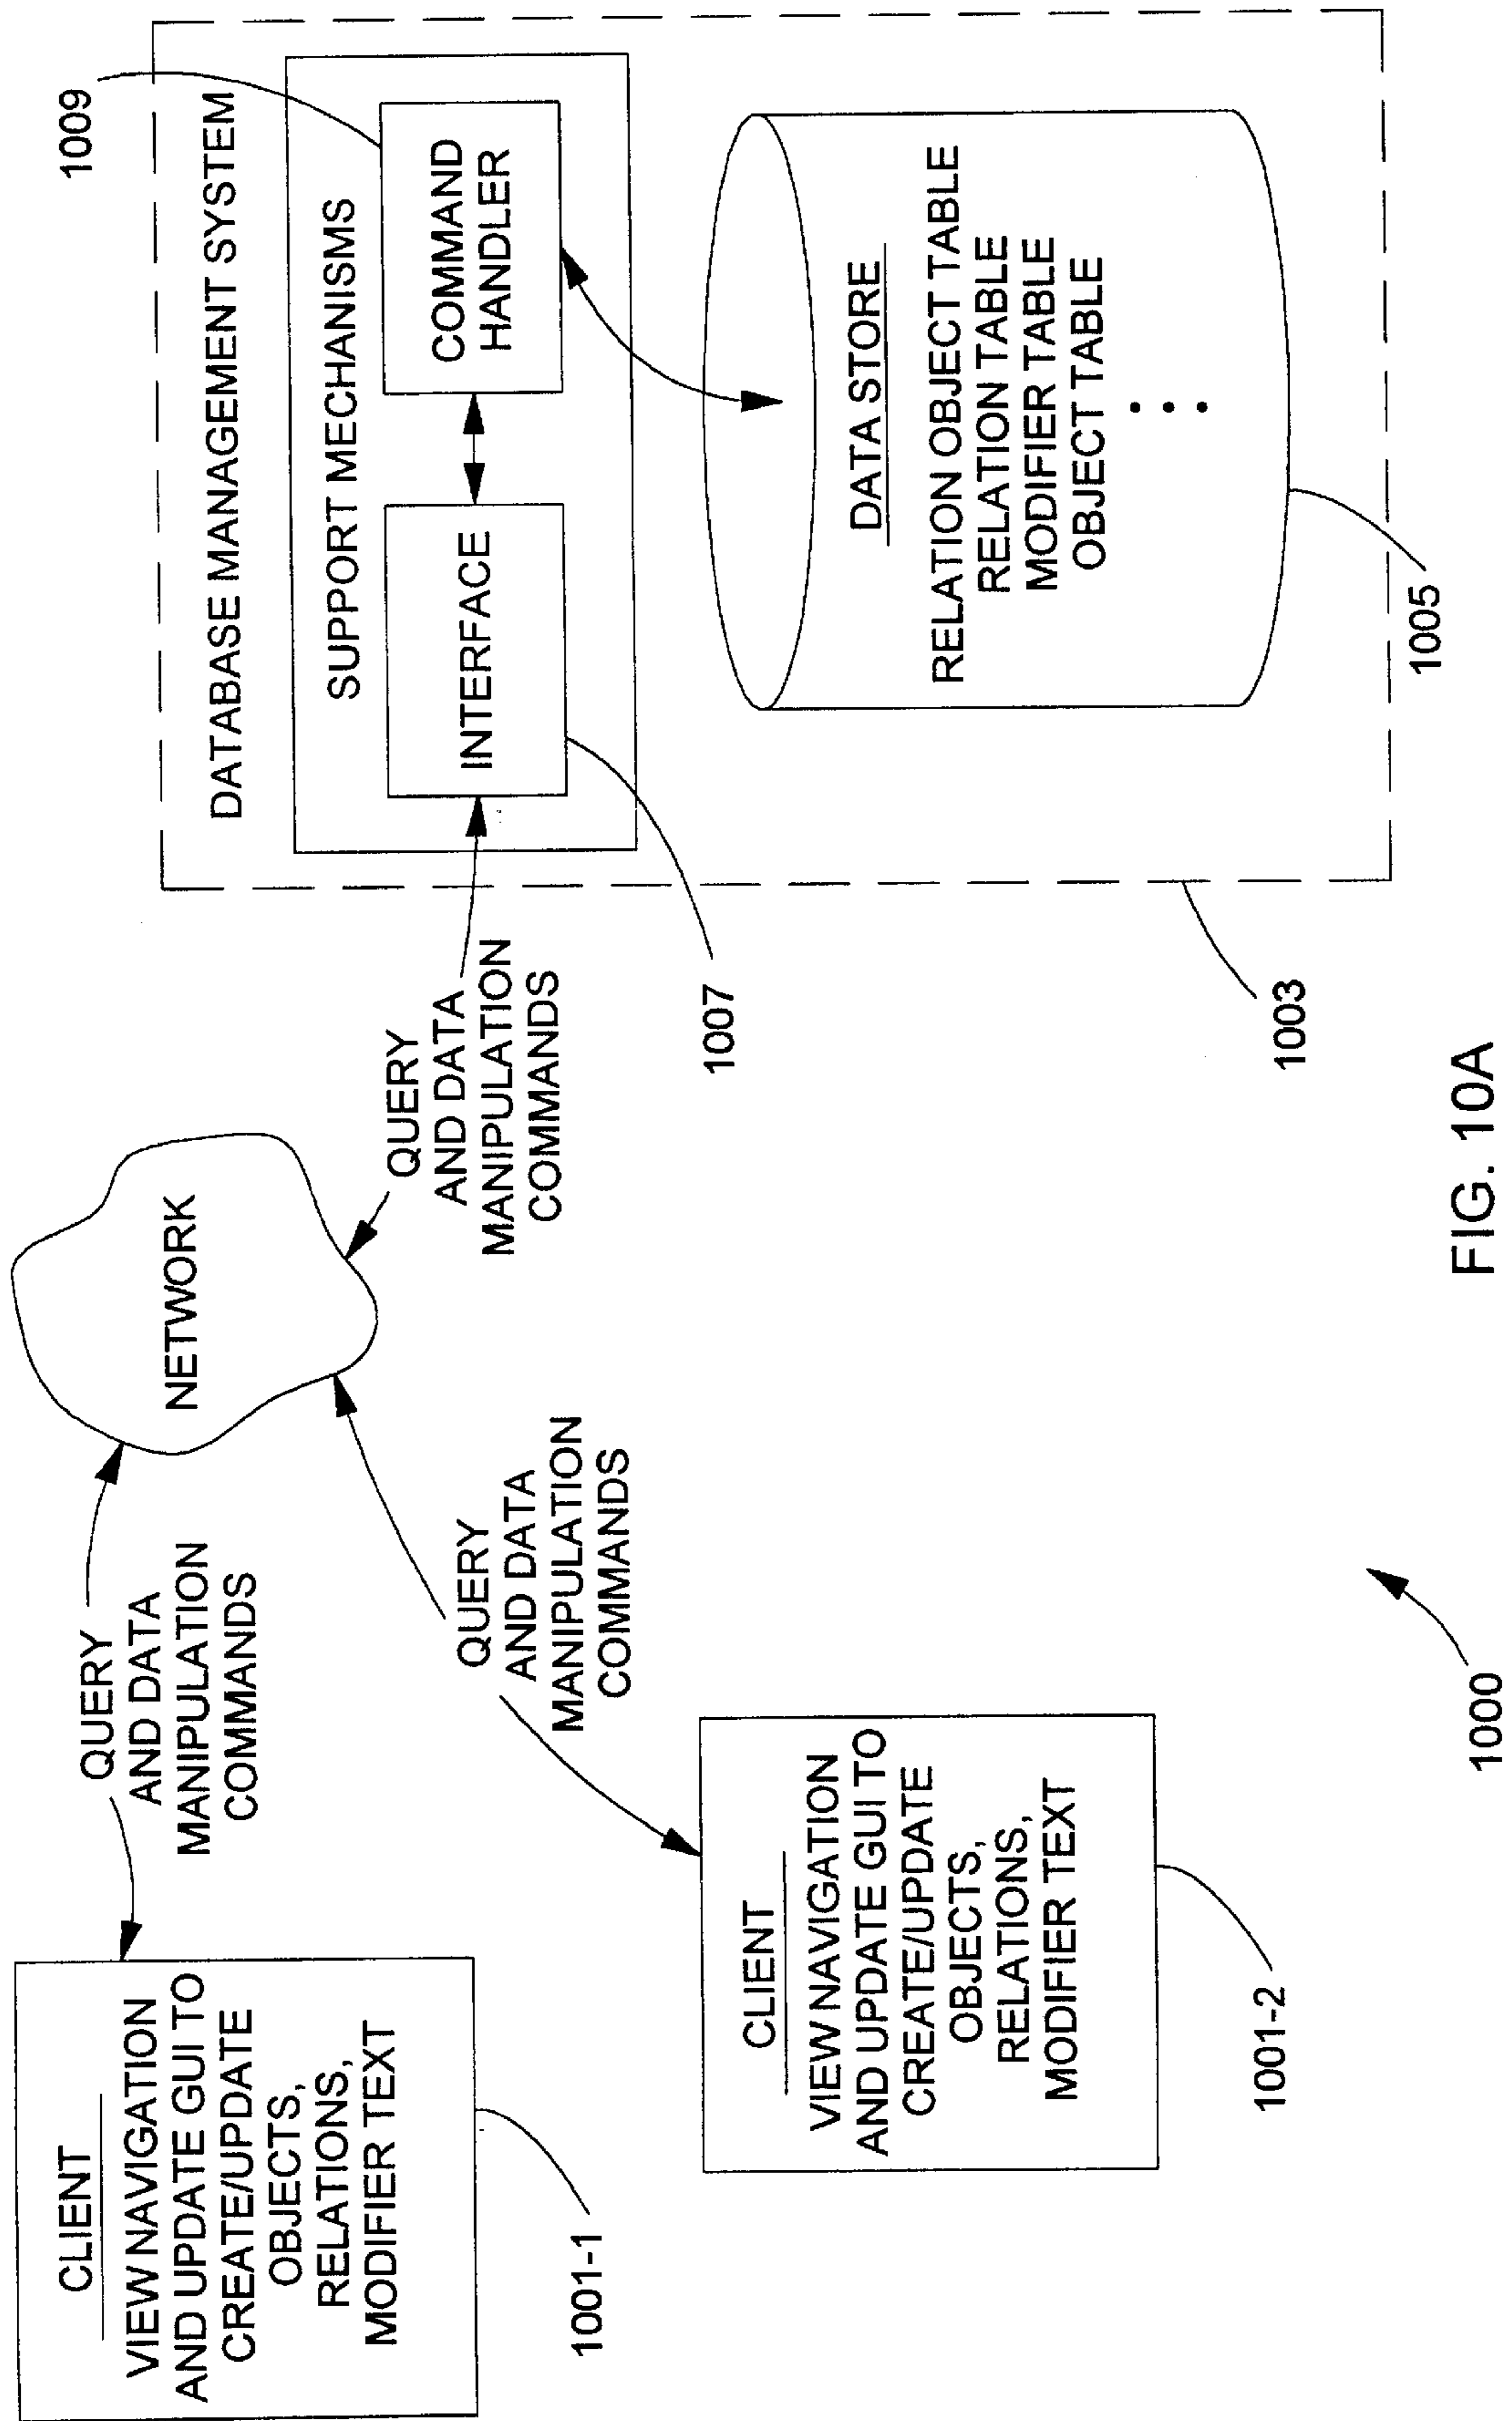 CLIENT
VIEW NAVIGATION
AND UPDATE GUI TO
CREATE/UPDATE
OBJECTS,
RELATIONS,
MODIFIER TEXT
1001-1
QUERY
AND DATA
MANIPULATION
COMMANDS
NETWORK
CLIENT
VIEW NAVIGATION
AND UPDATE GUI TO
CREATE/UPDATE
OBJECTS,
RELATIONS,
MODIFIER TEXT
1001-2
QUERY
AND DATA
MANIPULATION
COMMANDS
QUERY
AND DATA
MANIPULATION
COMMANDS
DATABASE MANAGEMENT SYSTEM
SUPPORT MECHANISMS
INTERFACE
1007
COMMAND
HANDLER
1009
DATA STORE
RELATION OBJECT TABLE
RELATION TABLE
MODIFIER TABLE
OBJECT TABLE
1005
1003
1000
FIG. 10A